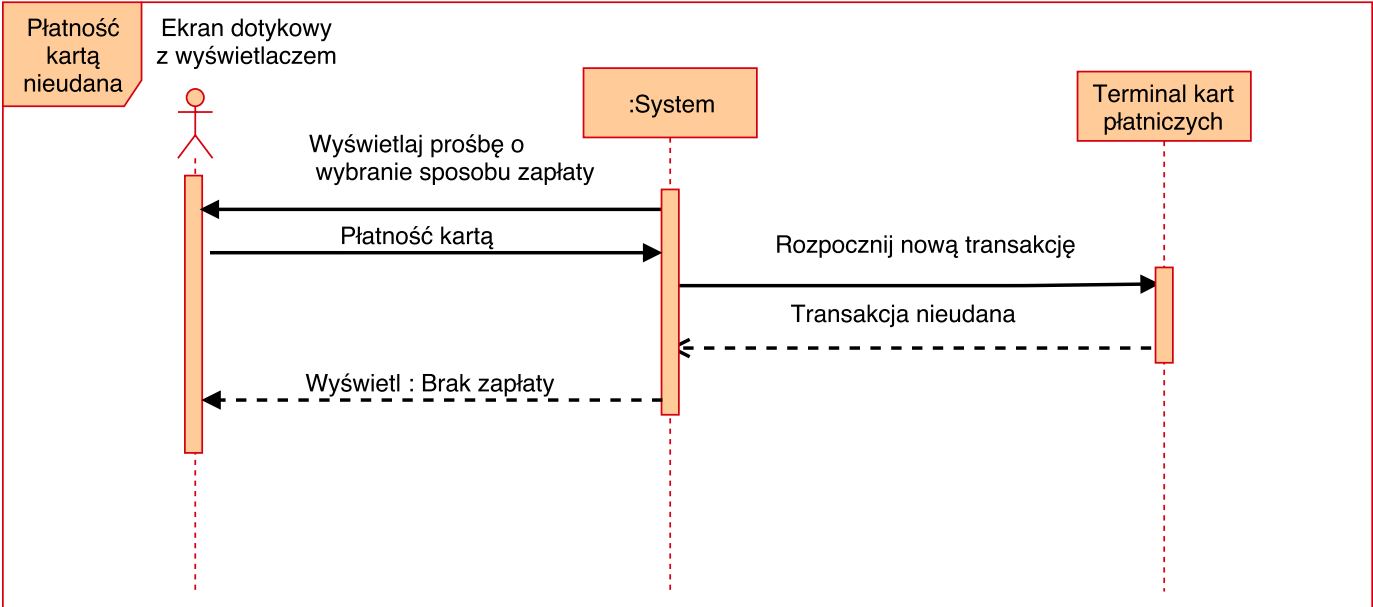 Płatność
kartą
nieudana
Ekran dotykowy
z wyświetlaczem
:System
Terminal kart
płatniczych
Wyświetlaj prośbę o
wybranie sposobu zapłaty
Płatność kartą
Rozpocznij nową transakcję
Transakcja nieudana
Wyświetl : Brak zapłaty